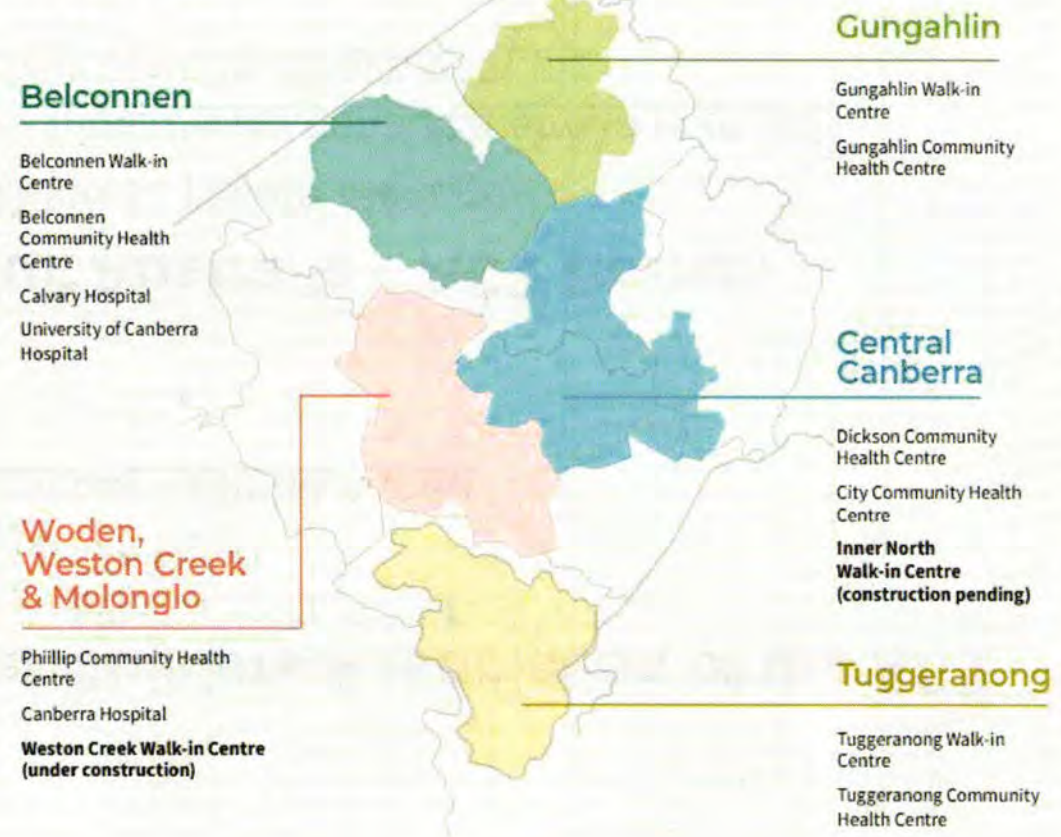 Belconnen
Belconnen Walk-in
Centre
Belconnen
Community Health
Centre
Calvary Hospital
University of Canberra
Hospital
Woden,
Weston Creek
& Molonglo
Phiillip Community Health
Centre
Canberra Hospital
Weston Creek Walk-in Centre
(under construction)
Gungahlin
Gungahlin Walk-in
Centre
Gungahlin Community
Health Centre
Central
Canberra
Dickson Community
Health Centre
City Community Health
Centre
Inner North
Walk-in Centre
(construction pending)
Tuggeranong
Tuggeranong Walk-in
Centre
Tuggeranong Community
Health Centre